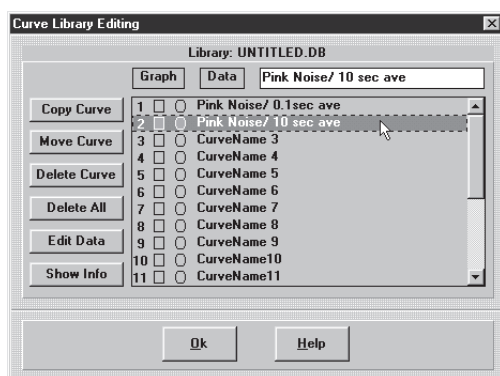 Curve Library Editing
Library: UNTITLED.DB
Graph Data Pink Noise/ 10 sec ave
Copy Curve
Move Curve
Delete Curve
Delete All
Edit Data
Show Info
1 Pink Noise/ 0.1sec ave
2 Pink Noise/ 10 sec ave
3 CurveName 3
4 CurveName 4
5 CurveName 5
6 CurveName 6
7 CurveName 7
8 CurveName 8
9 CurveName 9
10 CurveName10
11 CurveName11
Ok Help